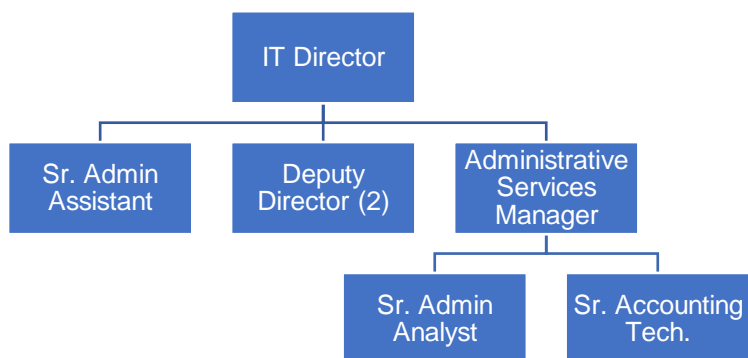 IT Director
Sr. Admin
Assistant
Deputy
Director (2)
Administrative
Services
Manager
Sr. Admin
Analyst
Sr. Accounting
Tech.